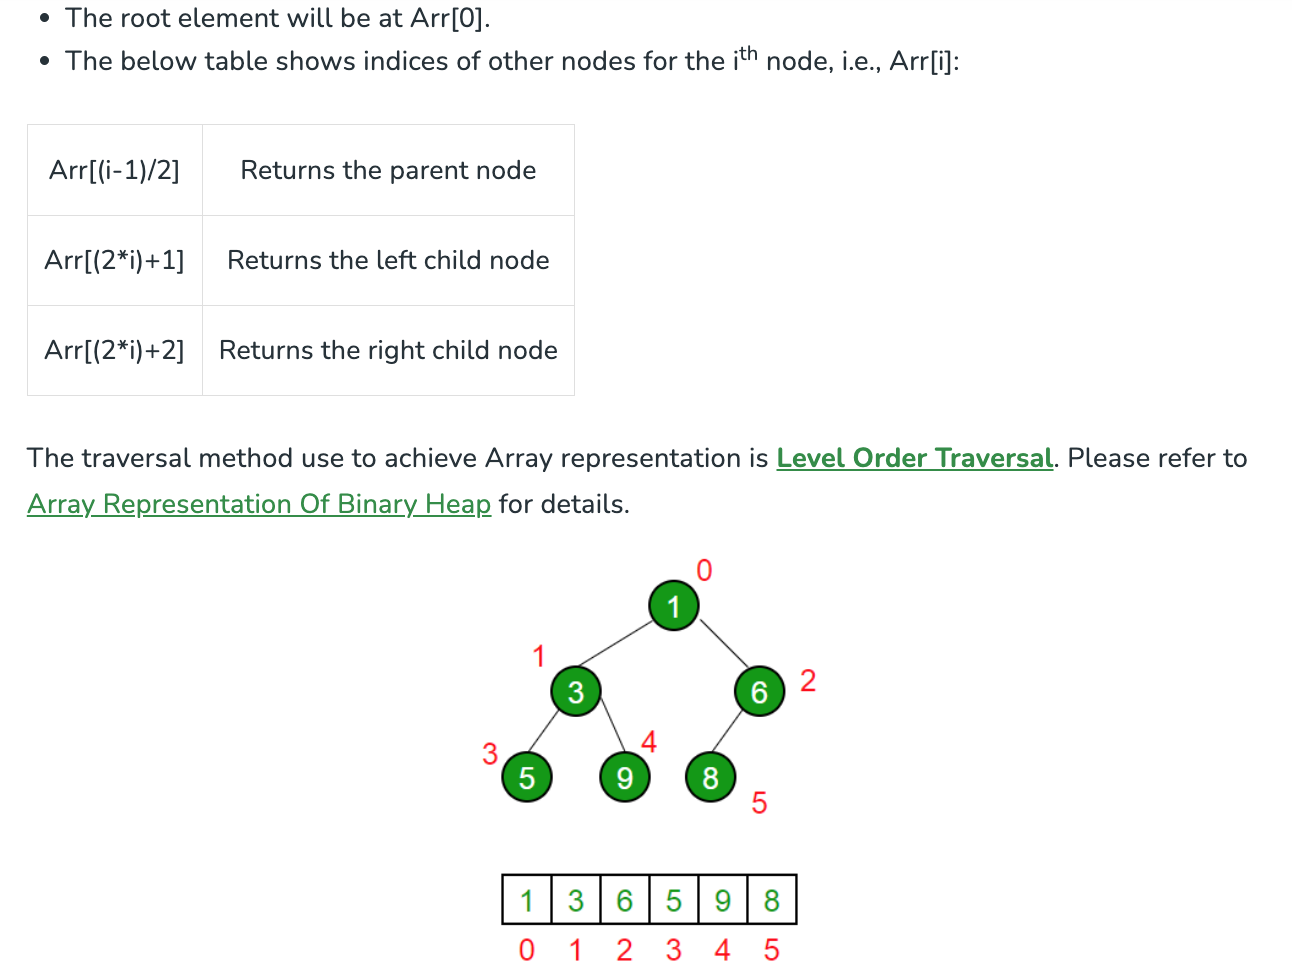 • The root element will be at Arr[0].
• The below table shows indices of other nodes for the ith node, i.e., Arr[i]:
Arr[(i-1)/2] Returns the parent node
Arr[(2*i)+1] Returns the left child node
Arr[(2*i)+2] Returns the right child node
The traversal method use to achieve Array representation is Level Order Traversal. Please refer to
Array Representation Of Binary Heap for details.
0
1
1
3 6 2
3 4
5 9 8
5
1 3 6 5 9 8
0 1 2 3 4 5